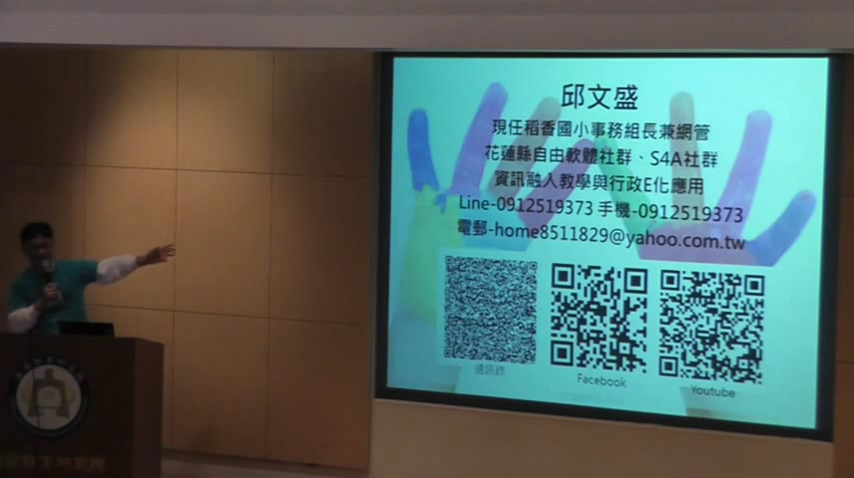 邱文盛
現任稻香國小事務組長兼網管
花蓮縣自由軟體社群、S4A社群
資訊融入教學與行政E化應用
Line-0912519373 手機-0912519373
電郵-home8511829@yahoo.com.tw
通訊錄
Facebook
Youtube